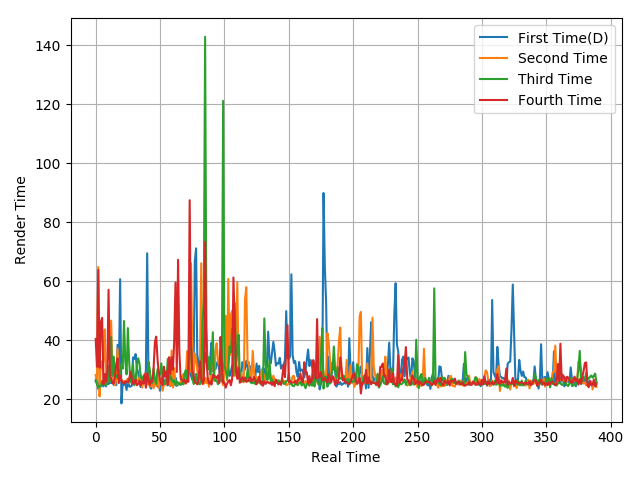 140
120
100
80
60
40
20
0
50
100
150
200
250
300
350
400
Render Time
Real Time
First Time(D)
Second Time
Third Time
Fourth Time